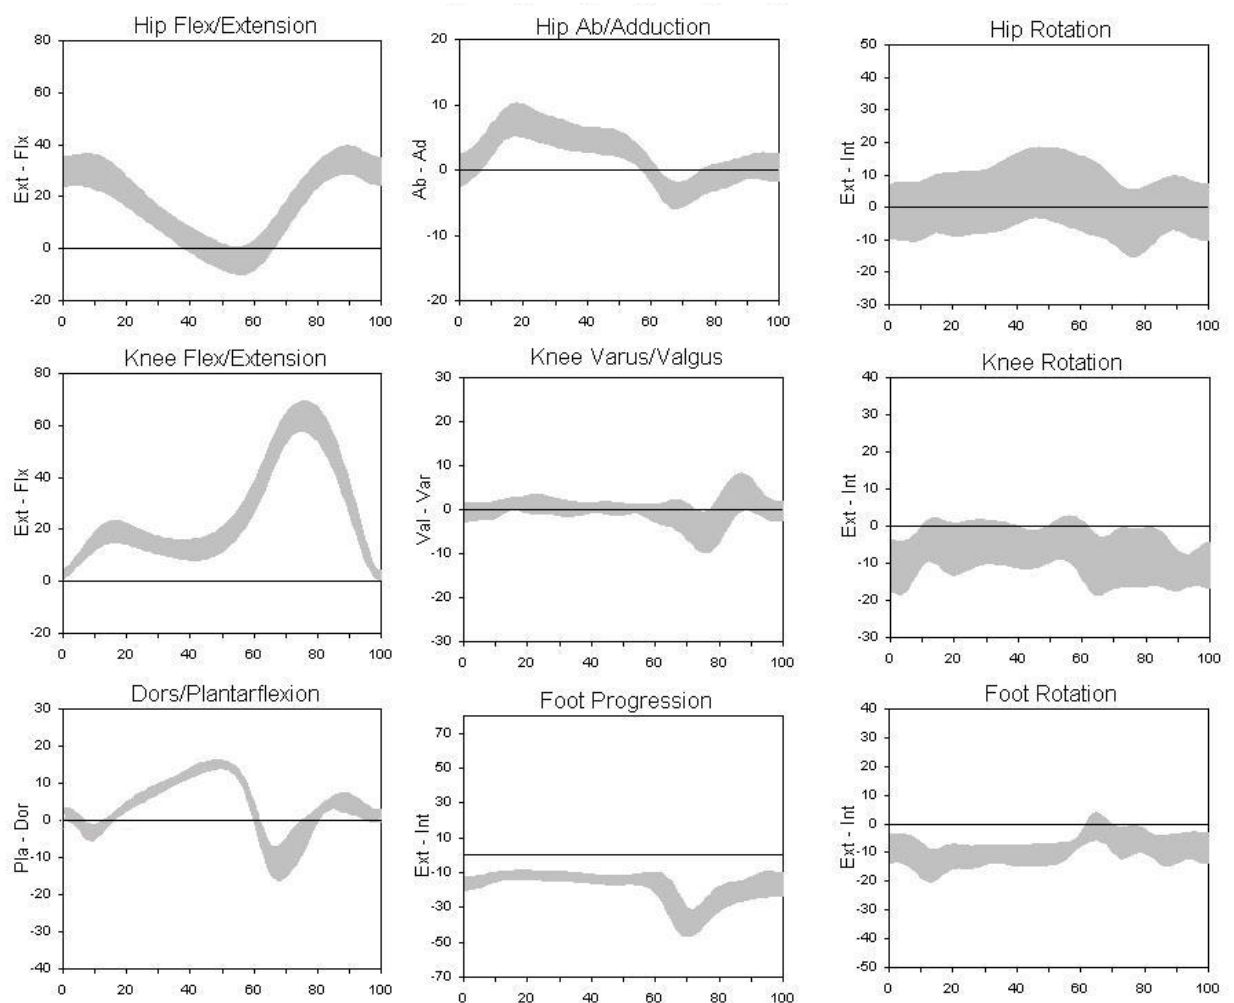 Hip Flex/Extension
80
60
40
20
0
-20
Ext - Flx
0 20 40 60 80 100
Hip Ab/Adduction
20
10
0
-10
20
Ab - Ad
0 20 40 60 80 100
Hip Rotation
50
40
30
20
10
0
-10
-20
-30
Ext - Int
0 20 40 60 80 100
Knee Flex/Extension
80
60
40
20
0
-20
Ext - Flx
0 20 40 60 80 100
Knee Varus/Valgus
30
20
10
0
-10
-20
-30
Val - Var
0 20 40 60 80 100
Knee Rotation
40
30
20
10
0
-10
-20
-30
Ext - Int
0 20 40 60 80 100
Dors/Plantarflexion
30
20
10
0
-10
-20
-30
-40
Pla - Dor
0 20 40 60 80 100
Foot Progression
70
50
30
10
-10
-30
-50
-70
Ext - Int
0 20 40 60 80 100
Foot Rotation
40
30
20
10
0
-10
-20
-30
-40
-50
Ext - Int
0 20 40 60 80 100